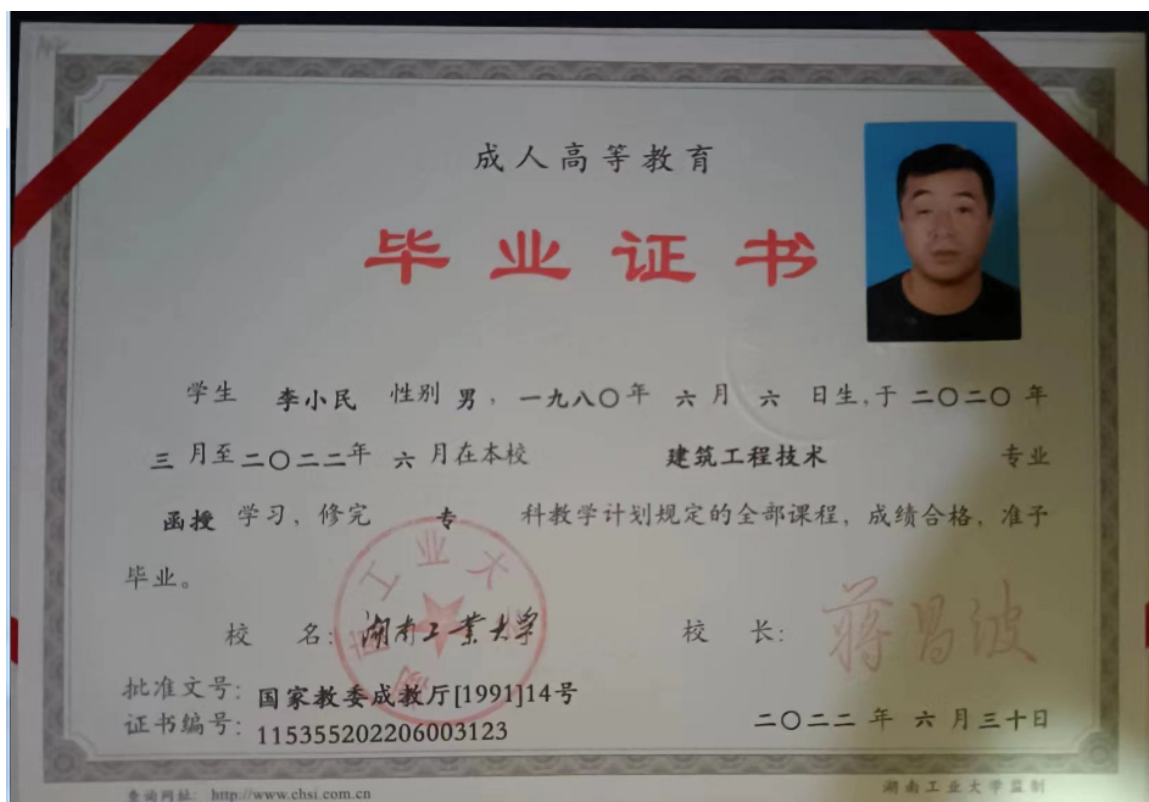 成人高等教育
毕业证书
学生 李小民 性别 男，一九八〇年 六月 六 日生,于 二〇二〇 年
三 月至二〇二二年 六 月在本校 建筑工程技术 专业
函授 学习，修完 专 科教学计划规定的全部课程，成绩合格，准予
毕业。
校 名: 湖南工業大学 校 长: 蒋昌波
批准文号: 国家教委成教厅[1991]14号
证书编号: 115355202206003123 二〇二二 年 六 月三十日
查询网址: http://www.chsi.com.cn 湖南工业大学监制